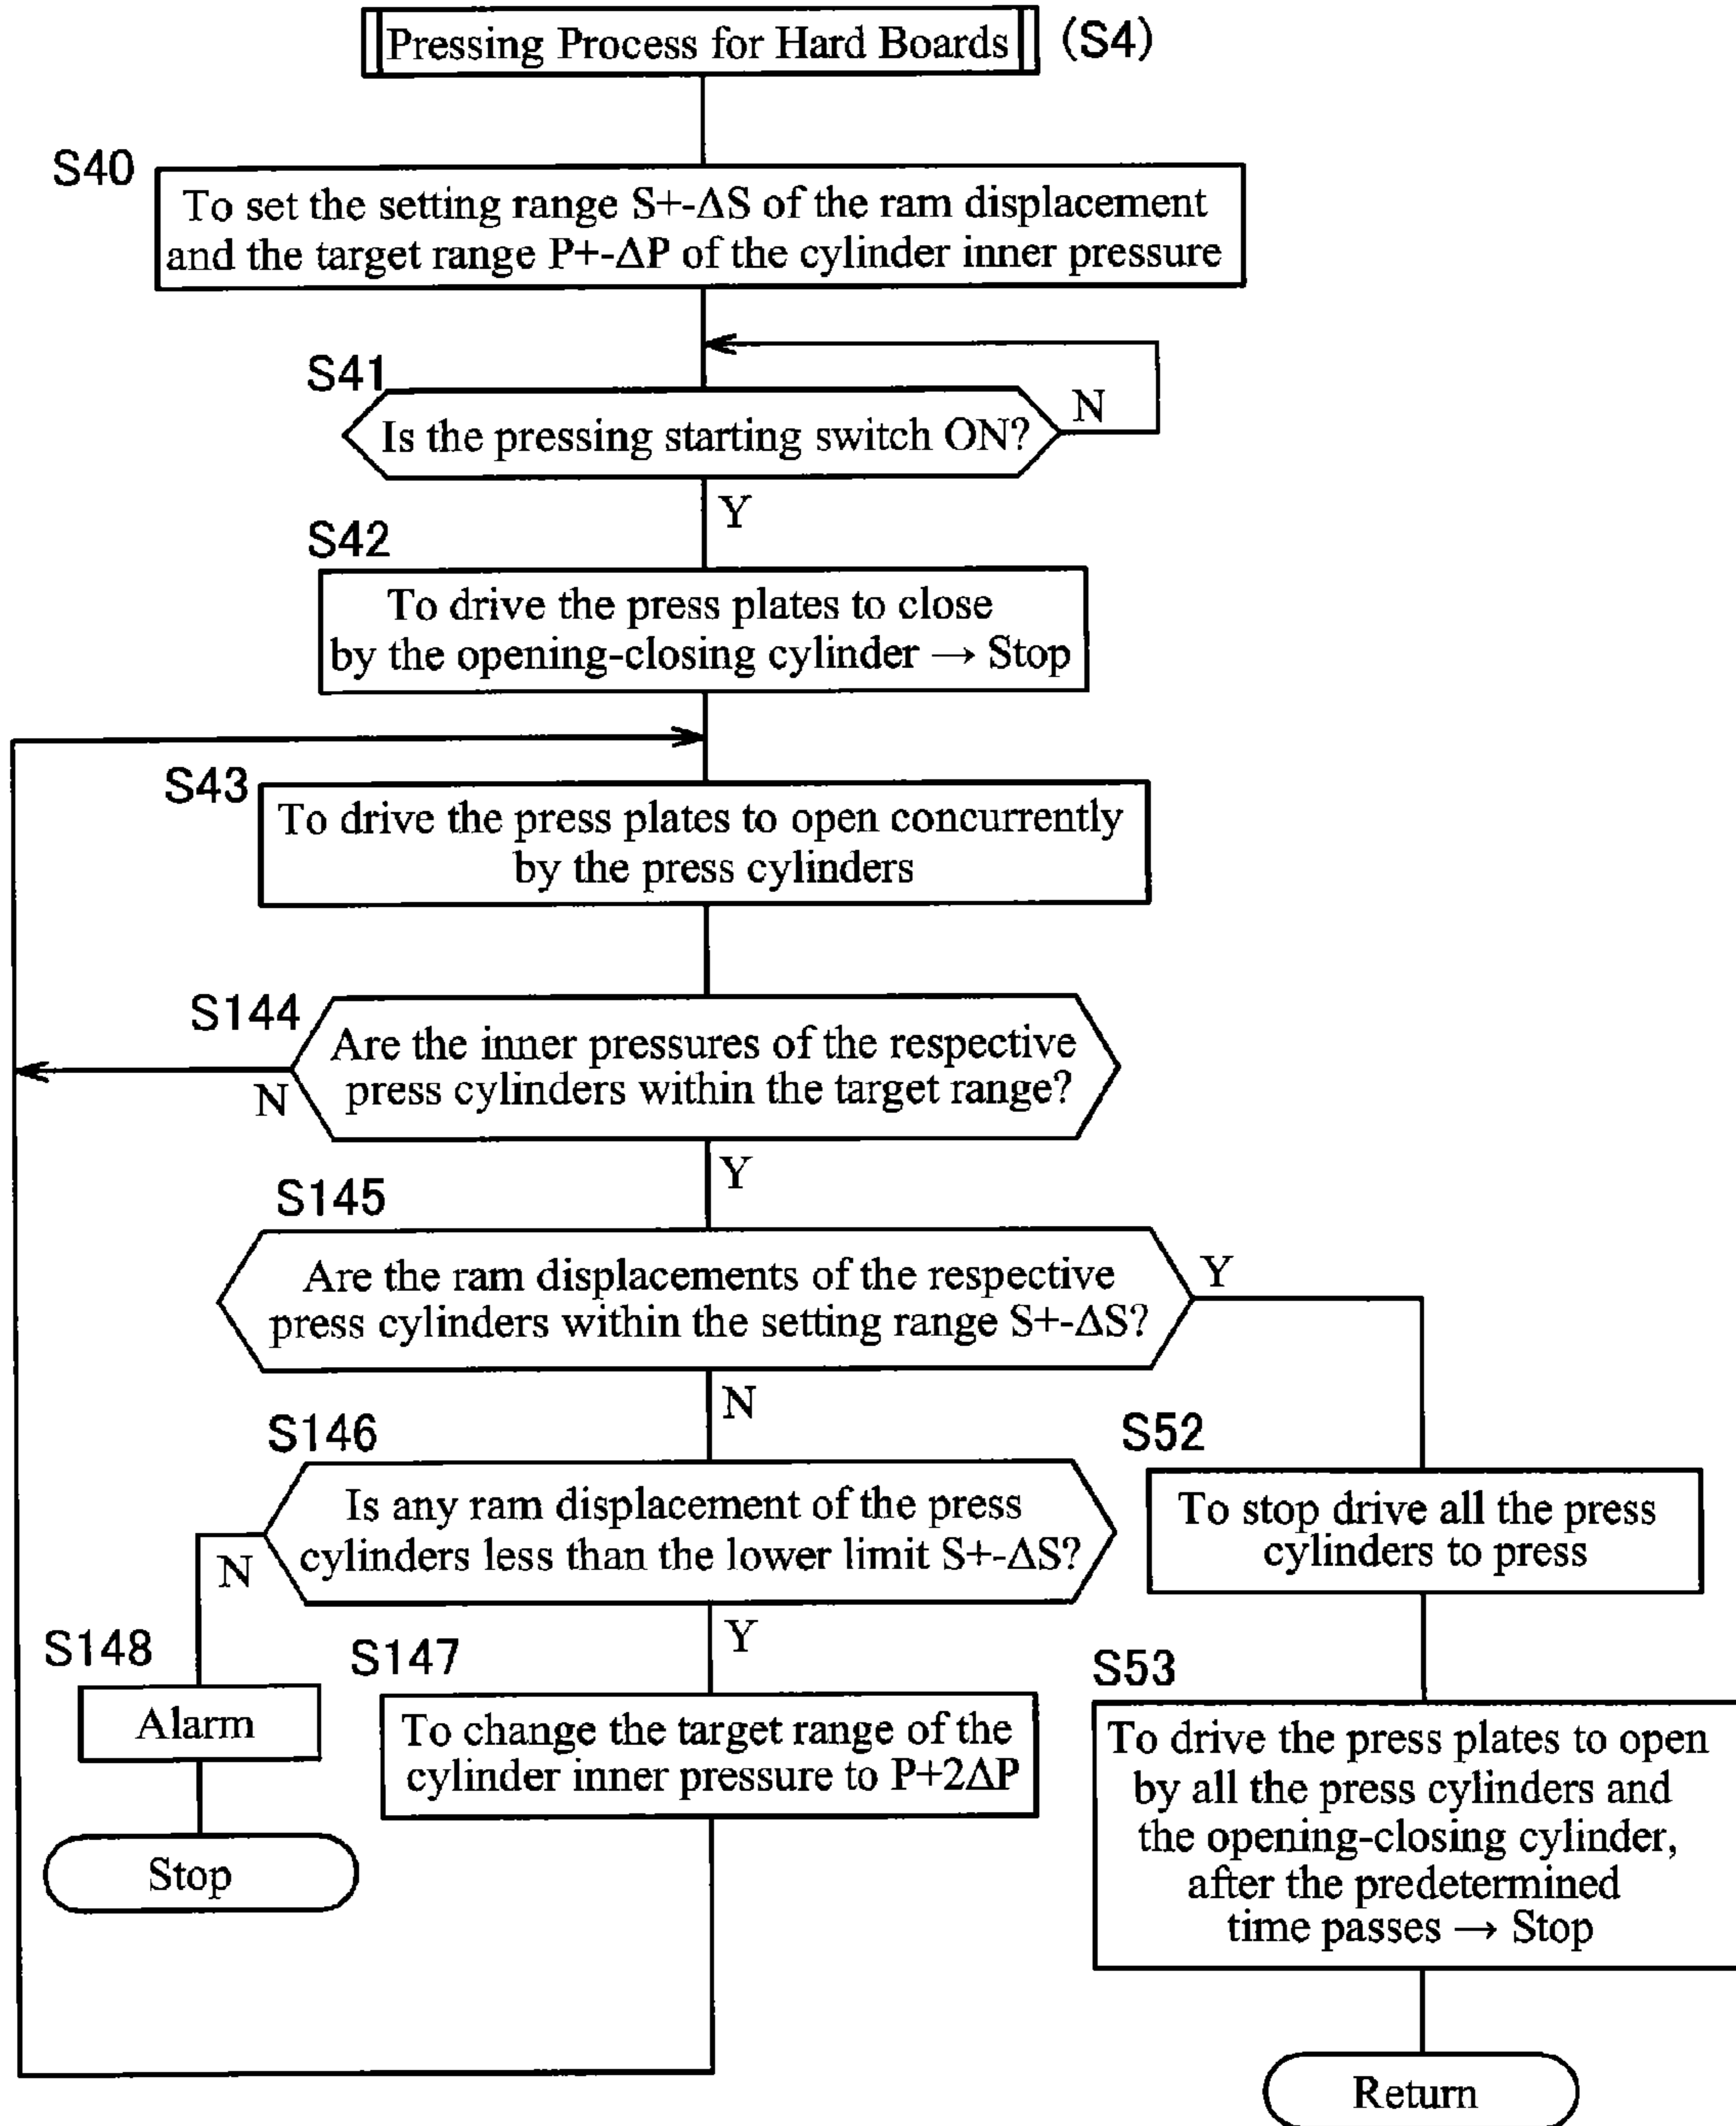 Pressing Process for Hard Boards (S4)
S40
To set the setting range S+-ΔS of the ram displacement
and the target range P+-ΔP of the cylinder inner pressure
S41
Is the pressing starting switch ON?
N
Y
S42
To drive the press plates to close
by the opening-closing cylinder → Stop
S43
To drive the press plates to open concurrently
by the press cylinders
S144
Are the inner pressures of the respective
press cylinders within the target range?
N
Y
S145
Are the ram displacements of the respective
press cylinders within the setting range S+-ΔS?
Y
N
S146
Is any ram displacement of the press
cylinders less than the lower limit S+-ΔS?
N
Y
S148
Alarm
Stop
S147
To change the target range of the
cylinder inner pressure to P+2ΔP
S52
To stop drive all the press
cylinders to press
S53
To drive the press plates to open
by all the press cylinders and
the opening-closing cylinder,
after the predetermined
time passes → Stop
Return